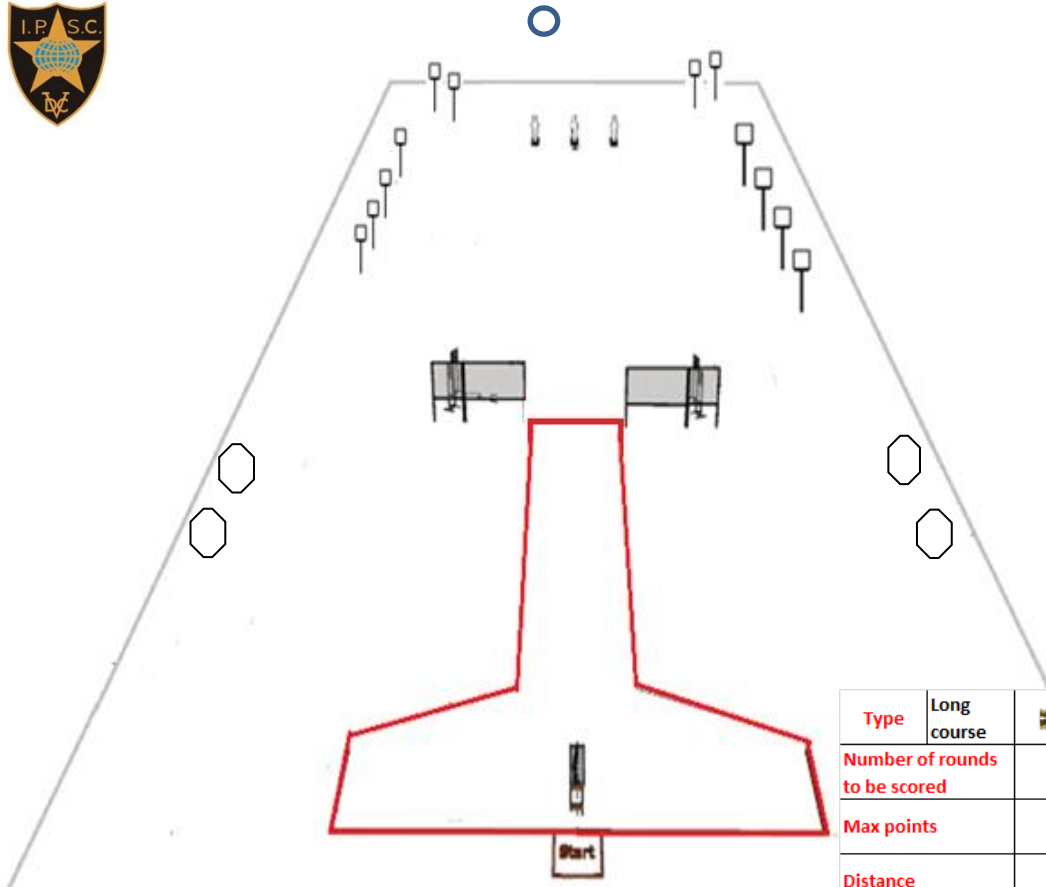 I.P.S.C.
DVC
Start
Type
Long
course
Number of rounds
to be scored
Max points
Distance